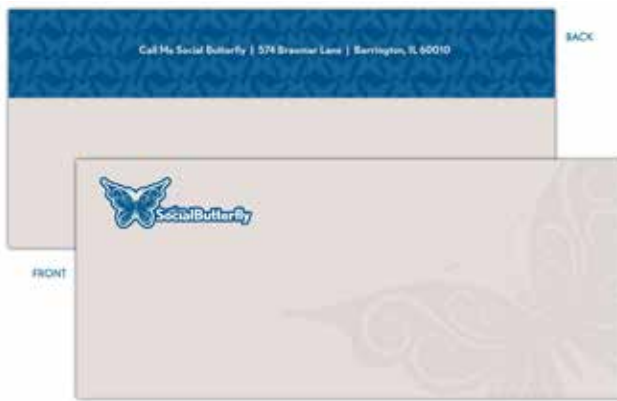 Call Me Social Butterfly | 574 Braemar Lane | Barrington, IL 60010
BACK
SocialButterfly
FRONT